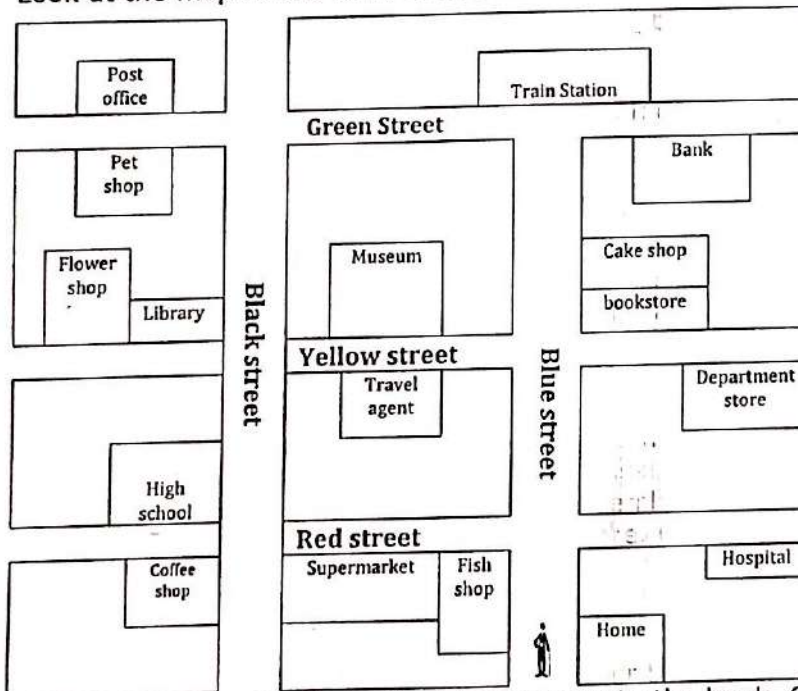 Post
office
Train Station
Green Street
Pet
shop
Bank
Flower
shop
Library
Museum
Cake shop
bookstore
Black street
Yellow street
Blue street
Travel
agent
Department
store
High
school
Red street
Coffee
shop
Supermarket
Fish
shop
Hospital
Home